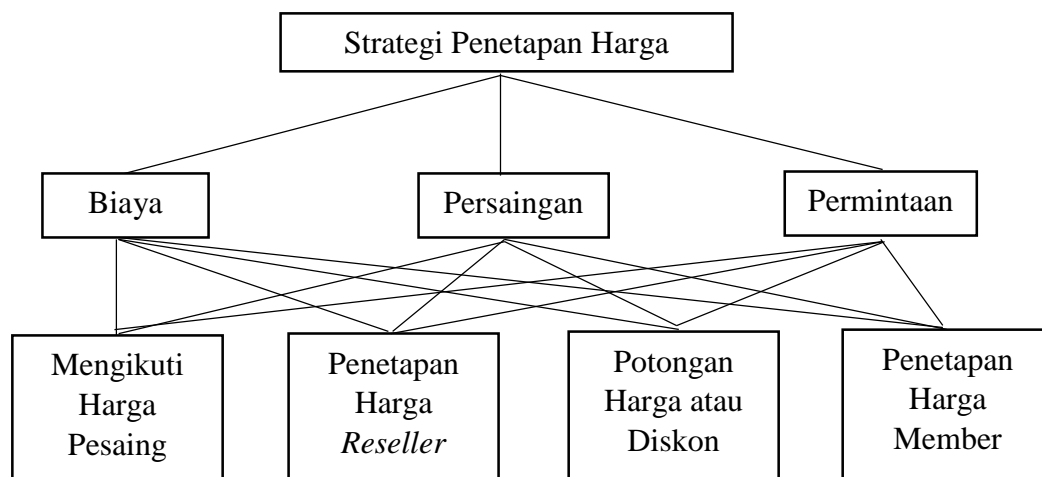 Strategi Penetapan Harga
Biaya
Persaingan
Permintaan
Mengikuti
Harga
Pesaing
Penetapan
Harga
Reseller
Potongan
Harga atau
Diskon
Penetapan
Harga
Member